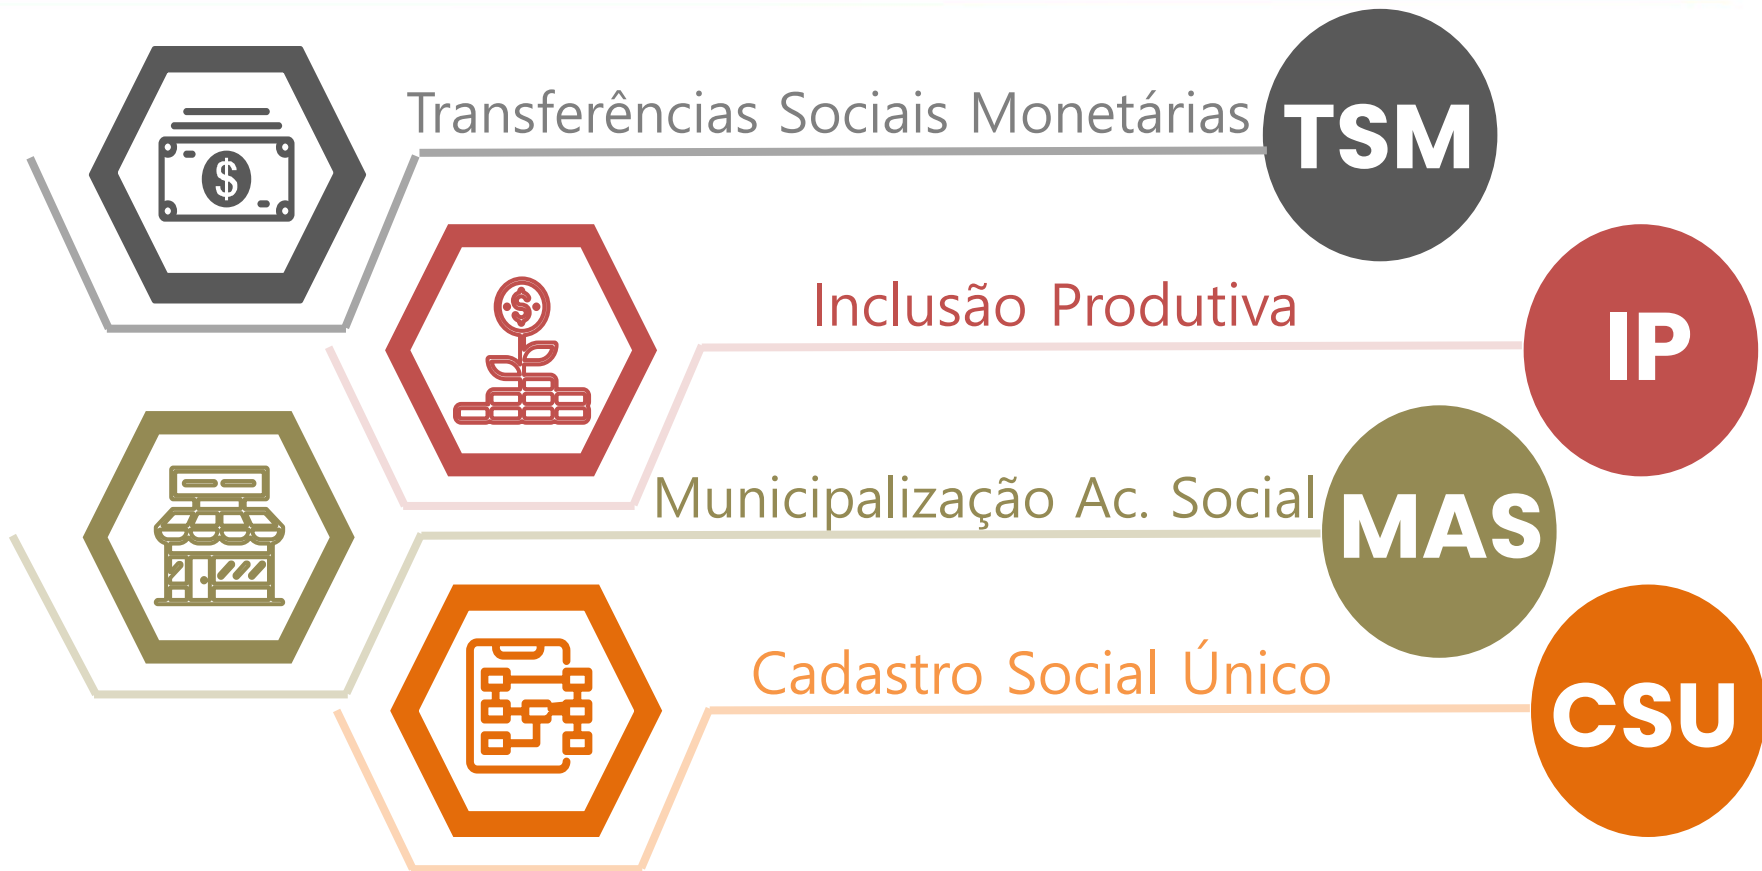 Transferências Sociais Monetárias TSM
Inclusão Produtiva IP
Municipalização Ac. Social MAS
Cadastro Social Único CSU